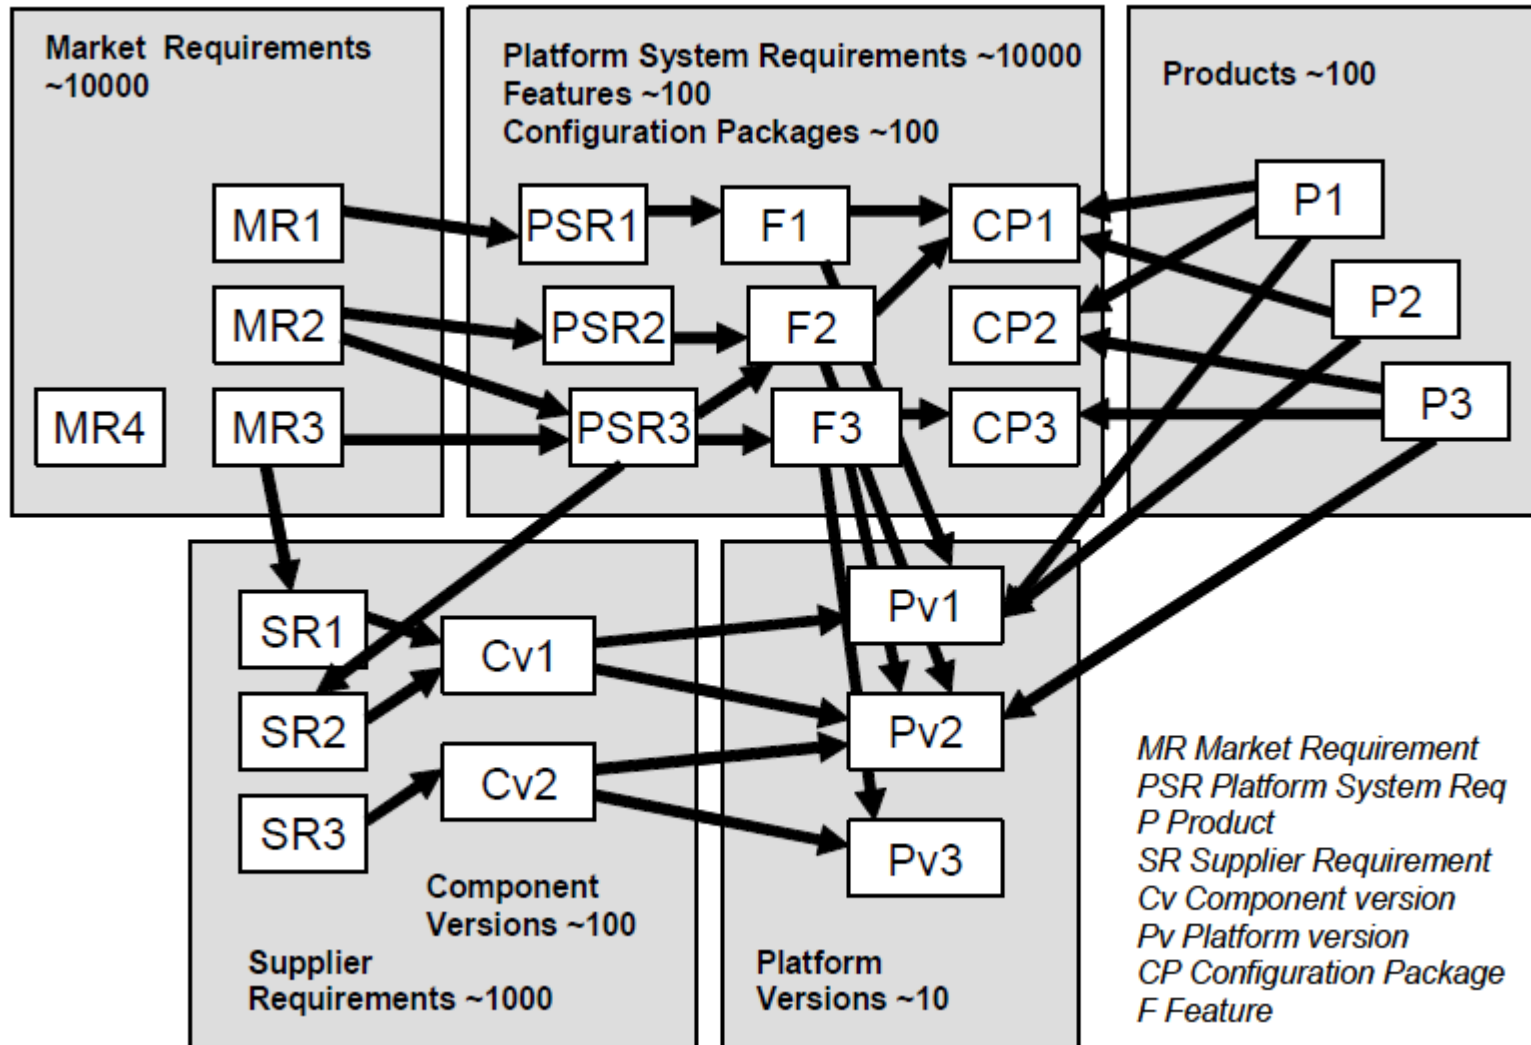 Market Requirements
~10000
Platform System Requirements ~10000
Features ~100
Configuration Packages ~100
Products ~100
MR1
PSR1
F1
CP1
P1
MR2
PSR2
F2
CP2
P2
MR4
MR3
PSR3
F3
CP3
P3
SR1
Cv1
Pv1
SR2
Pv2
SR3
Cv2
Pv3
Component
Versions ~100
Supplier
Requirements ~1000
Platform
Versions ~10
MR Market Requirement
PSR Platform System Req
P Product
SR Supplier Requirement
Cv Component version
Pv Platform version
CP Configuration Package
F Feature